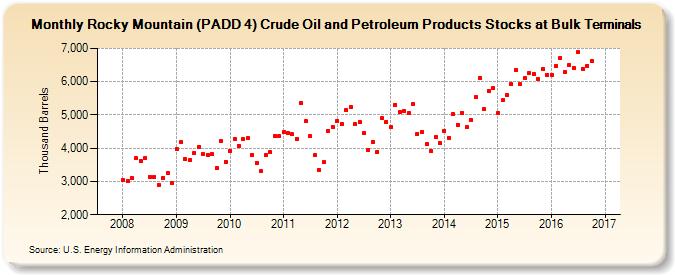 Monthly Rocky Mountain (PADD 4) Crude Oil and Petroleum Products Stocks at Bulk Terminals
Thousand Barrels
7,000
6,000
5,000
4,000
3,000
2,000
2008 2009 2010 2011 2012 2013 2014 2015 2016 2017
Source: U.S. Energy Information Administration